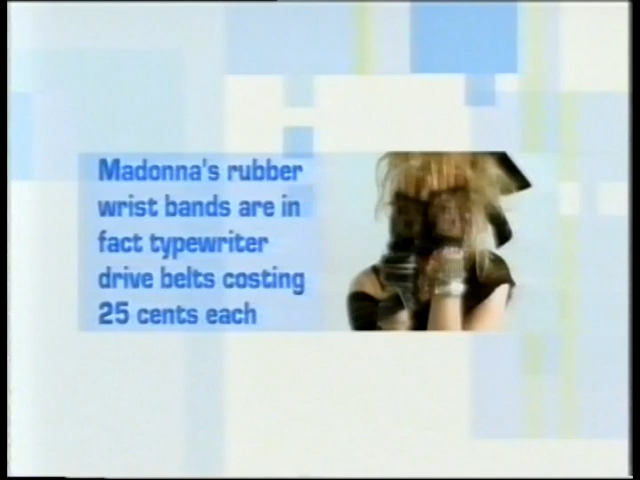 Madonna's rubber
wrist bands are in
fact typewriter
drive belts costing
25 cents each